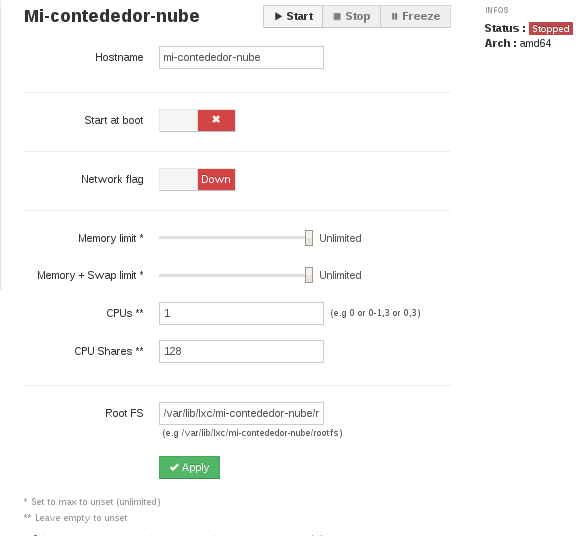 Mi-contededor-nube
Start Stop Freeze
INFOS
Status : Stopped
Arch : amd64
Hostname mi-contededor-nube
Start at boot
Network flag Down
Memory limit * Unlimited
Memory + Swap limit * Unlimited
CPUs ** 1 (e.g 0 or 0-1,3 or 0,3)
CPU Shares ** 128
Root FS /var/lib/lxc/mi-contededor-nube/r
(e.g /var/lib/lxc/mi-contededor-nube/rootfs)
Apply
* Set to max to unset (unlimited)
** Leave empty to unset